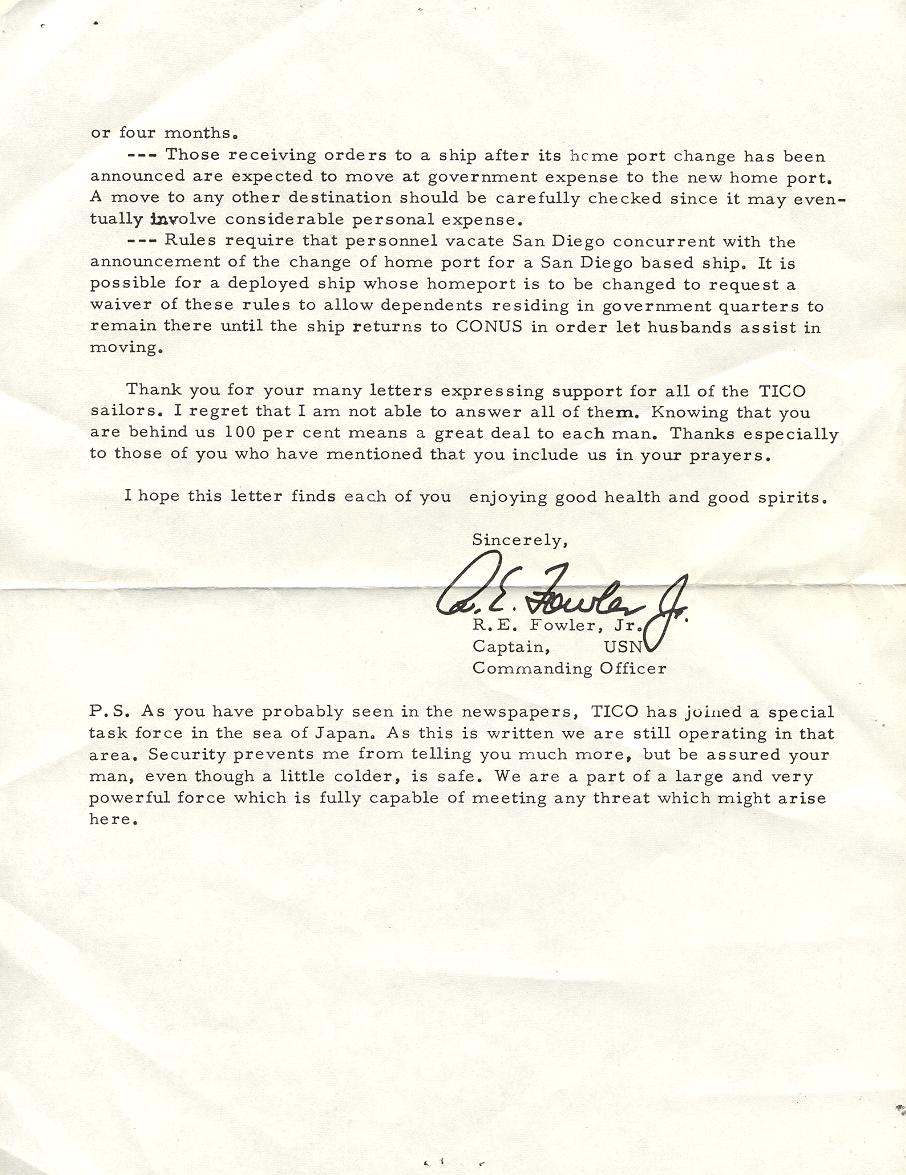 or four months.
--- Those receiving orders to a ship after its hcme port change has been
announced are expected to move at government expense to the new home port.
A move to any other destination should be carefully checked since it may even-
tually involve considerable personal expense.
--- Rules require that personnel vacate San Diego concurrent with the
announcement of the change of home port for a San Diego based ship. It is
possible for a deployed ship whose homeport is to be changed to request a
waiver of these rules to allow dependents residing in government quarters to
remain there until the ship returns to CONUS in order let husbands assist in
moving.
Thank you for your many letters expressing support for all of the TICO
sailors. I regret that I am not able to answer all of them. Knowing that you
are behind us 100 per cent means a great deal to each man. Thanks especially
to those of you who have mentioned that you include us in your prayers.
I hope this letter finds each of you enjoying good health and good spirits.
Sincerely,
R. E. Fowler Jr.
R. E. Fowler, Jr.
Captain, USN
Commanding Officer
P.S. As you have probably seen in the newspapers, TICO has joined a special
task force in the sea of Japan. As this is written we are still operating in that
area. Security prevents me from telling you much more, but be assured your
man, even though a little colder, is safe. We are a part of a large and very
powerful force which is fully capable of meeting any threat which might arise
here.